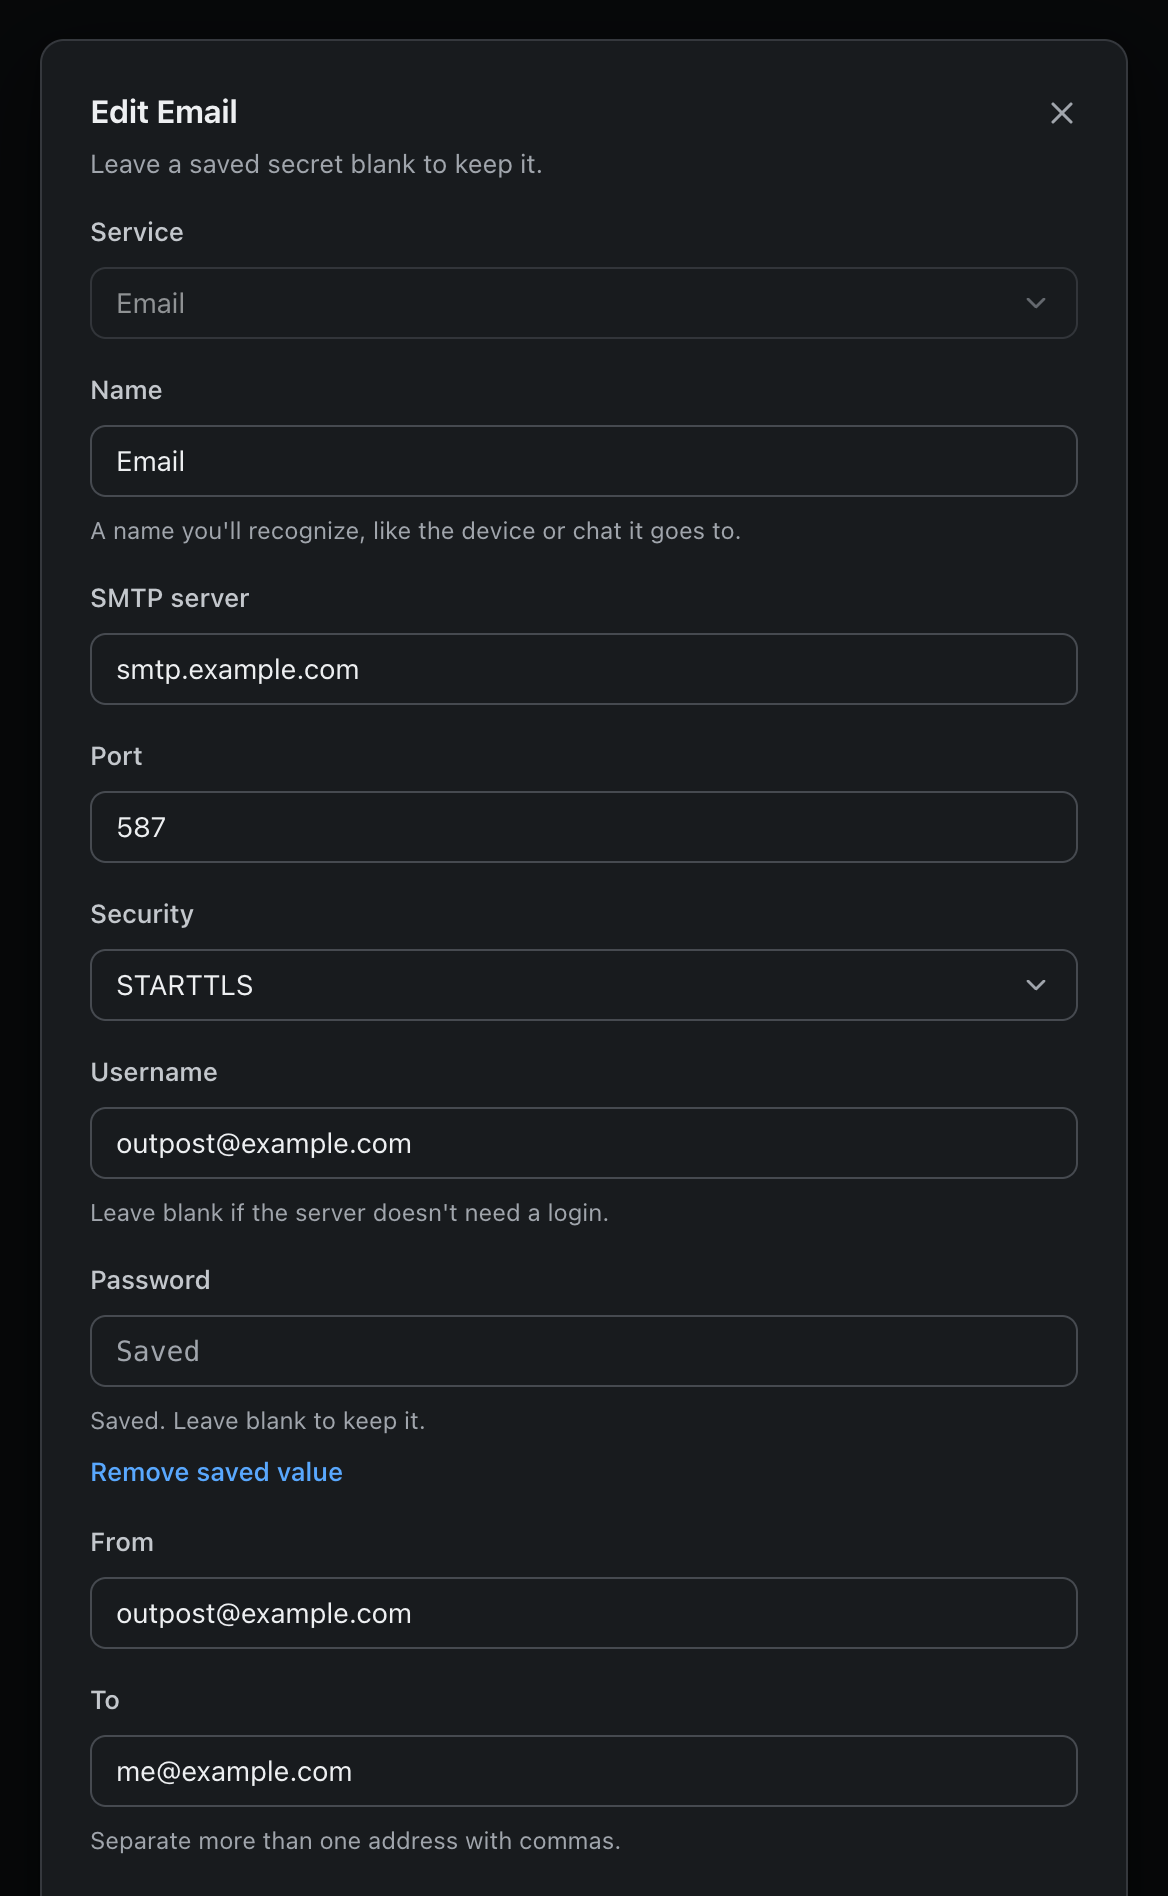 Edit Email
Leave a saved secret blank to keep it.
Service
Email
Name
Email
A name you'll recognize, like the device or chat it goes to.
SMTP server
smtp.example.com
Port
587
Security
STARTTLS
Username
outpost@example.com
Leave blank if the server doesn't need a login.
Password
Saved
Saved. Leave blank to keep it.
Remove saved value
From
outpost@example.com
To
me@example.com
Separate more than one address with commas.